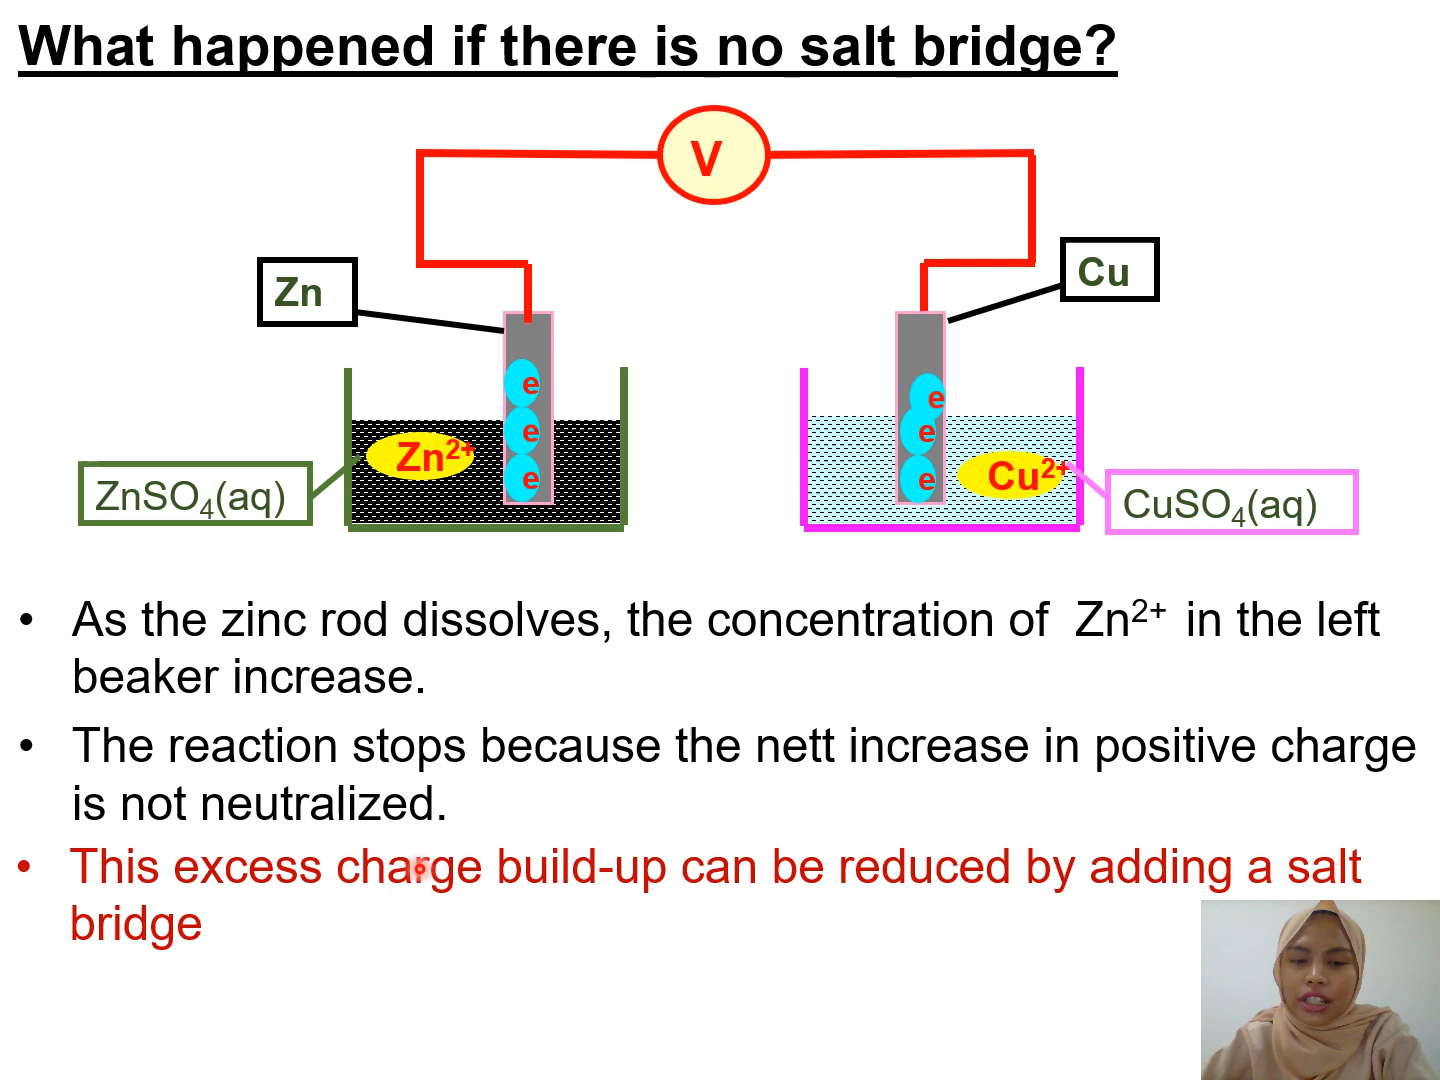 What happened if there is no salt bridge?
V
Zn
Cu
e
e
e
e
e
e
Zn²⁺
Cu²⁺
ZnSO₄(aq)
CuSO₄(aq)
• As the zinc rod dissolves, the concentration of Zn²⁺ in the left
beaker increase.
• The reaction stops because the nett increase in positive charge
is not neutralized.
• This excess charge build-up can be reduced by adding a salt
bridge